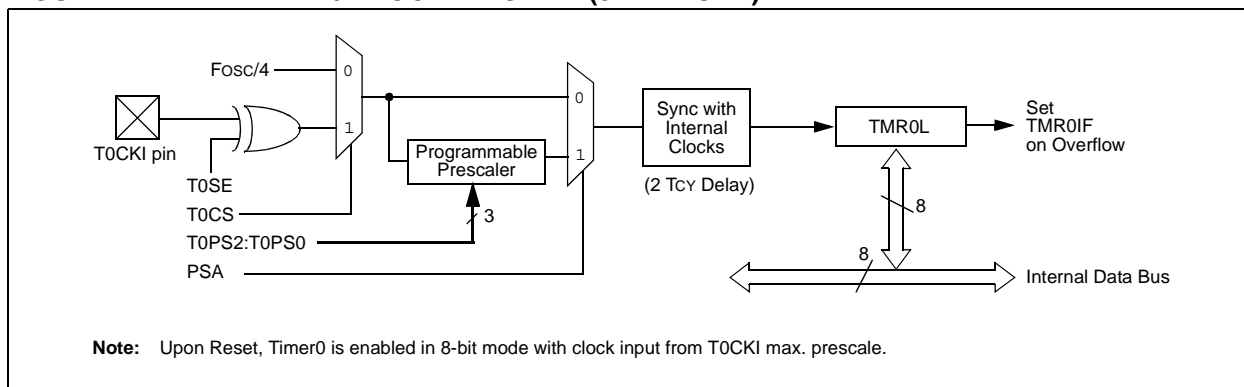 Fosc/4
0
1
T0CKI pin
T0SE
T0CS
T0PS2:T0PS0
PSA
Programmable
Prescaler
3
0
1
Sync with
Internal
Clocks
(2 TCY Delay)
TMR0L
Set
TMR0IF
on Overflow
8
8
Internal Data Bus
Note: Upon Reset, Timer0 is enabled in 8-bit mode with clock input from T0CKI max. prescale.